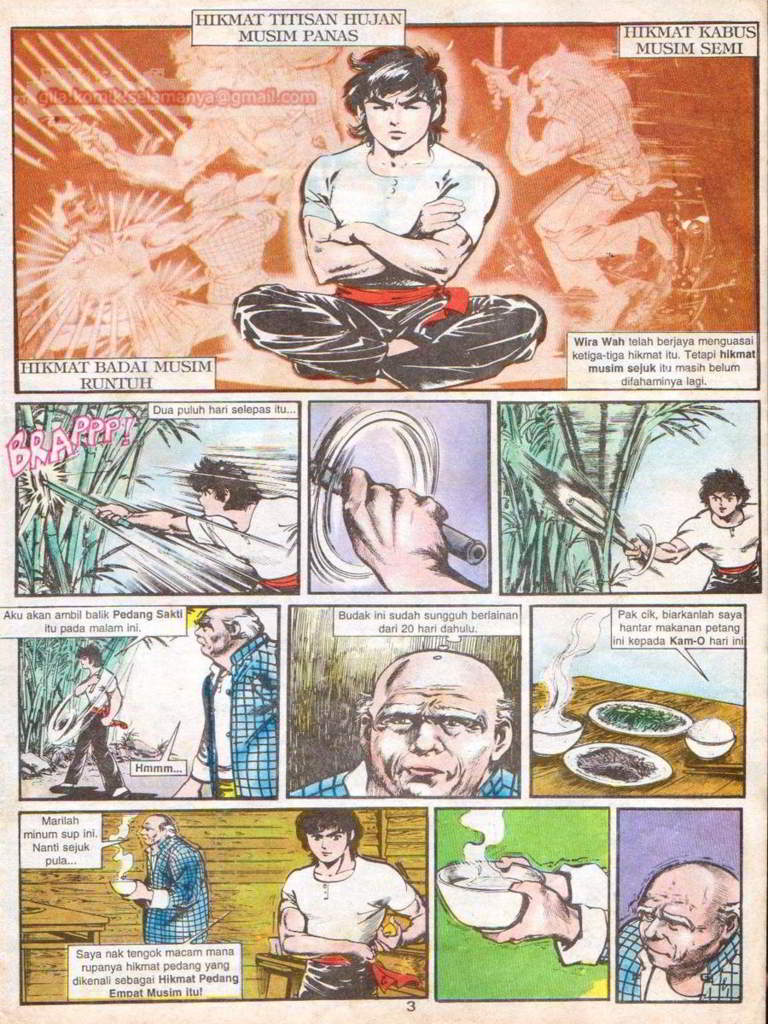 HIKMAT TITISAN HUJAN
MUSIM PANAS
HIKMAT KABUS
MUSIM SEMI
gila.komik.selamanya@gmail.com
HIKMAT BADAI MUSIM
RUNTUH
Wira Wah telah berjaya menguasai
ketiga-tiga hikmat itu. Tetapi hikmat
musim sejuk itu masih belum
difahaminya lagi.
Dua puluh hari selepas itu...
BRAPPP!
Aku akan ambil balik Pedang Sakti
itu pada malam ini.
Hmmm...
Budak ini sudah sungguh berlainan
dari 20 hari dahulu.
Pak cik, biarkanlah saya
hantar makanan petang
ini kepada Kam-O hari ini
Marilah
minum sup ini.
Nanti sejuk
pula...
Saya nak tengok macam mana
rupanya hikmat pedang yang
dikenali sebagai Hikmat Pedang
Empat Musim itu!
3